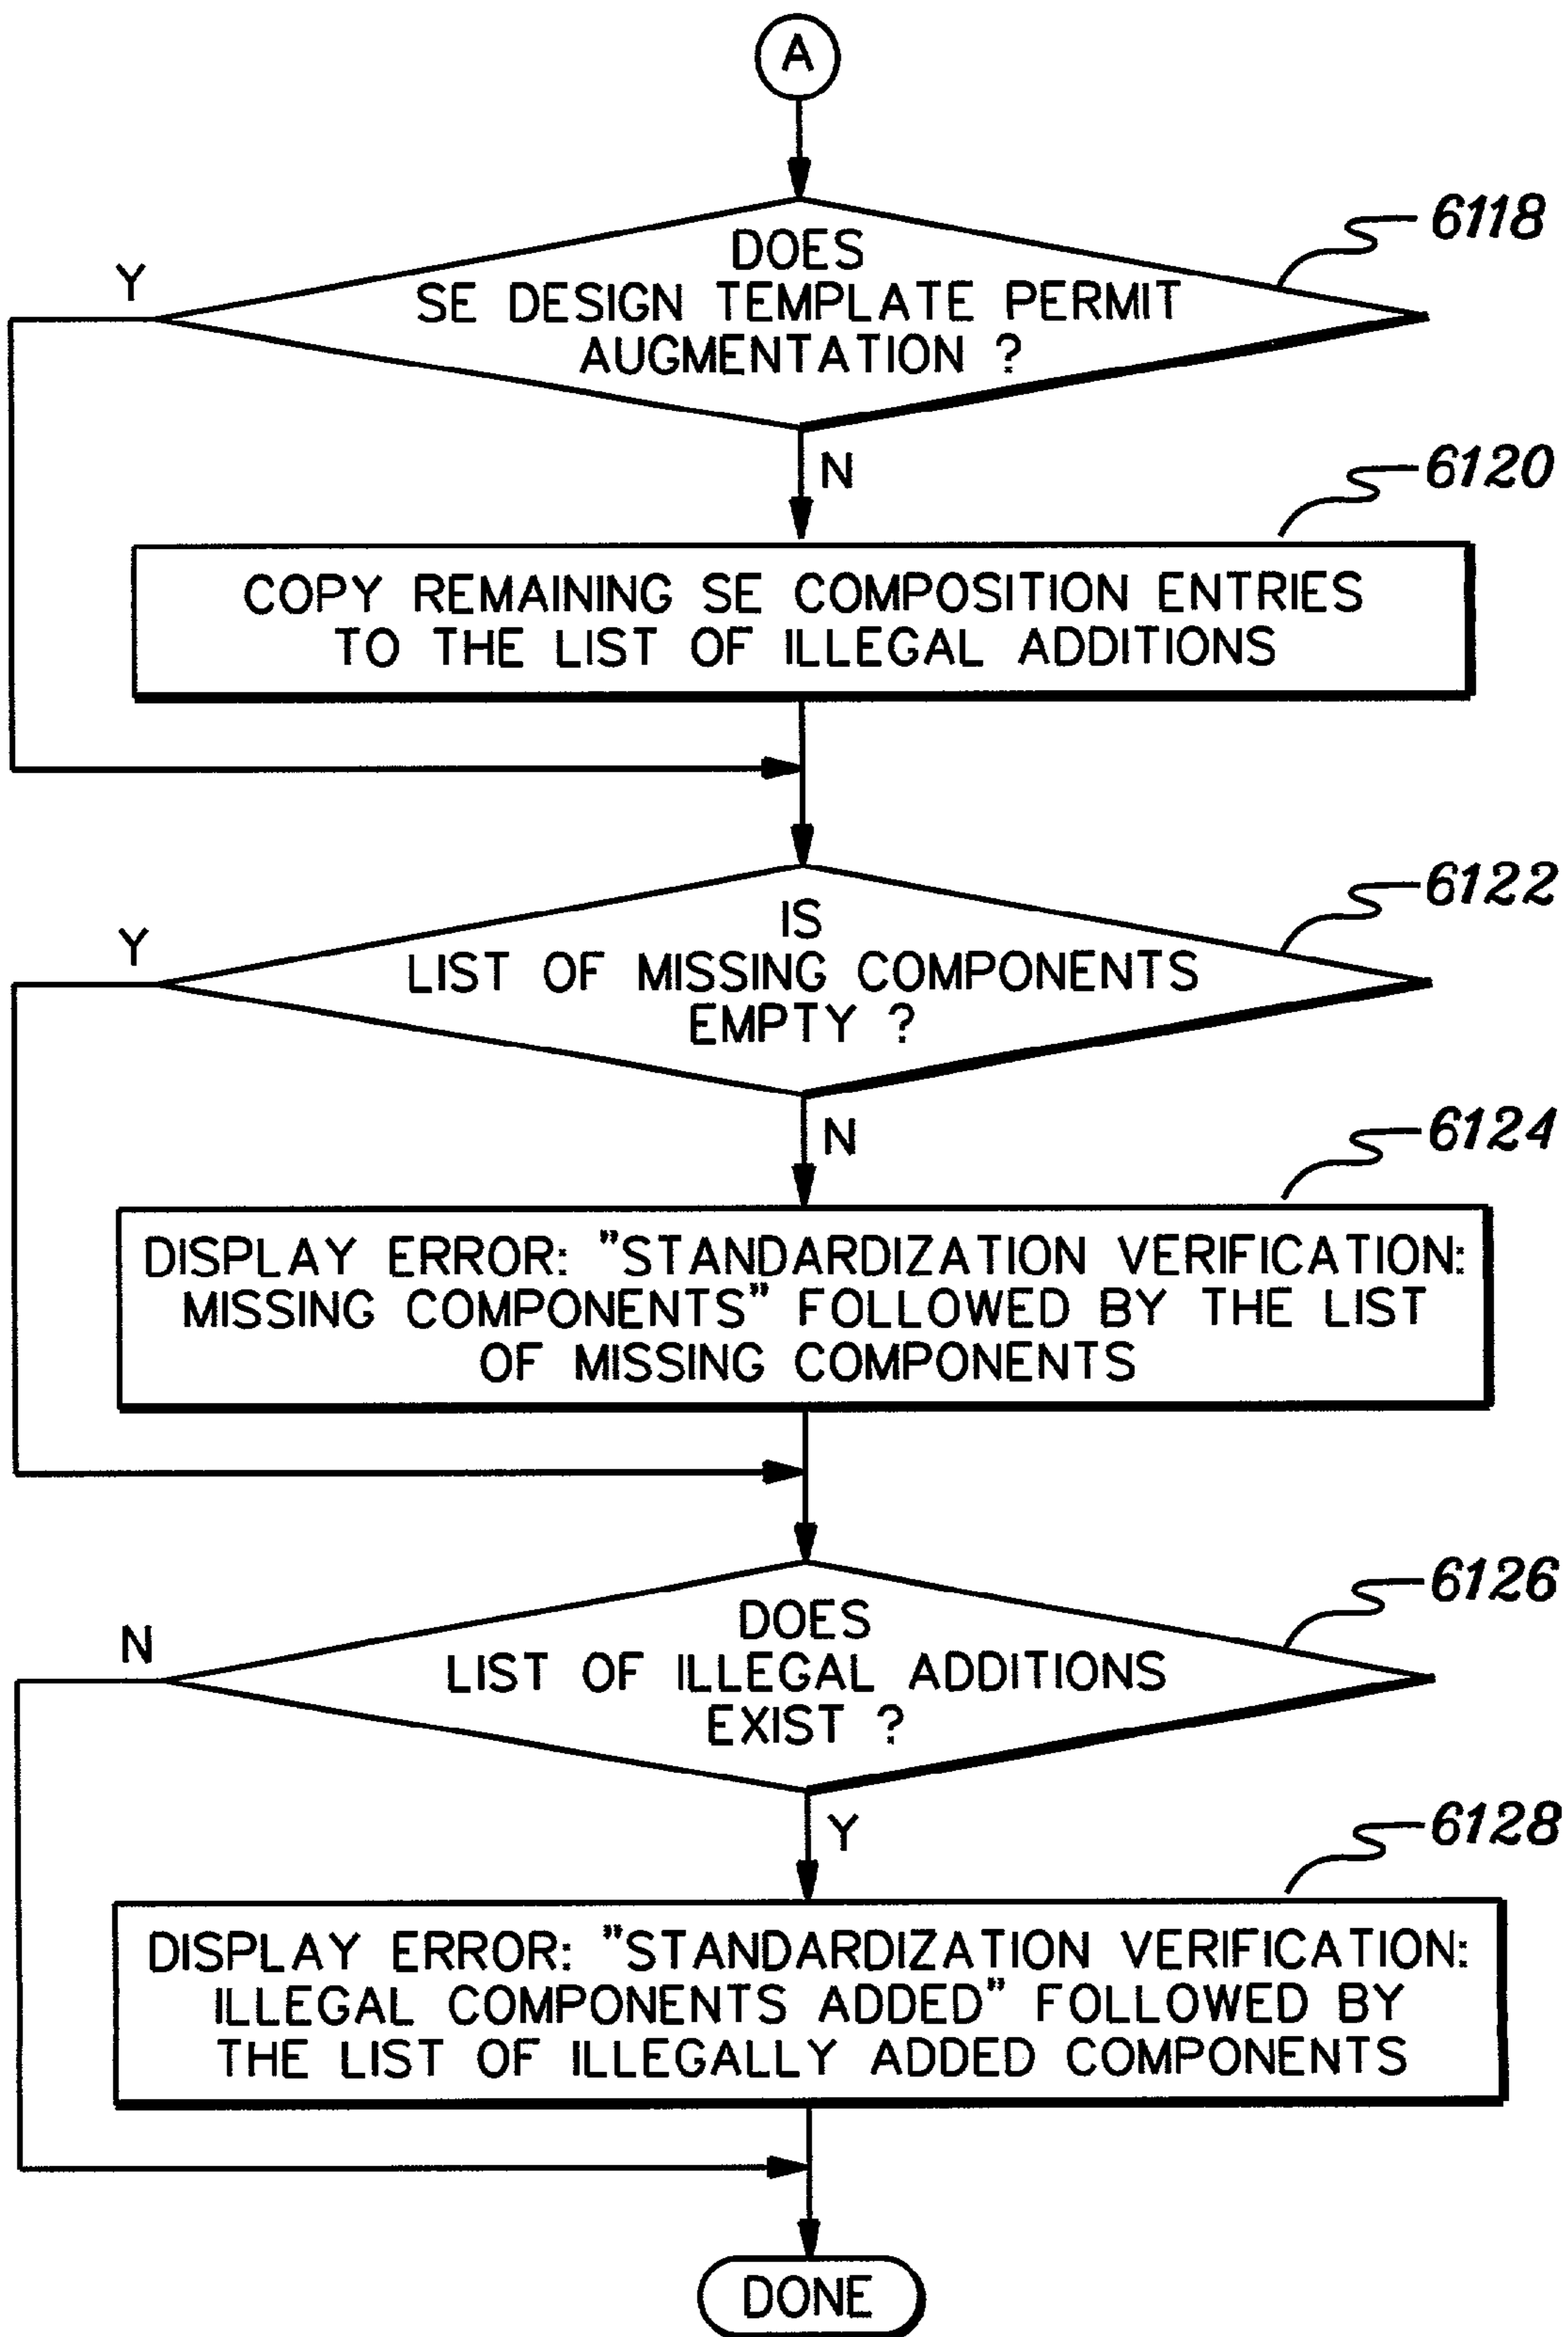 A
6118
DOES
SE DESIGN TEMPLATE PERMIT
AUGMENTATION ?
Y
N
6120
COPY REMAINING SE COMPOSITION ENTRIES
TO THE LIST OF ILLEGAL ADDITIONS
6122
IS
LIST OF MISSING COMPONENTS
EMPTY ?
Y
N
6124
DISPLAY ERROR: "STANDARDIZATION VERIFICATION:
MISSING COMPONENTS" FOLLOWED BY THE LIST
OF MISSING COMPONENTS
6126
DOES
LIST OF ILLEGAL ADDITIONS
EXIST ?
N
Y
6128
DISPLAY ERROR: "STANDARDIZATION VERIFICATION:
ILLEGAL COMPONENTS ADDED" FOLLOWED BY
THE LIST OF ILLEGALLY ADDED COMPONENTS
DONE